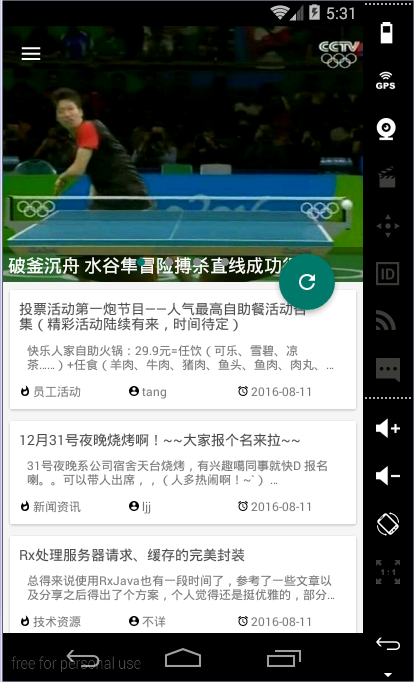 5:31
CCTV
破釜沉舟 水谷隼冒险搏杀直线成功
投票活动第一炮节目——人气最高自助餐活动召
集（精彩活动陆续有来，时间待定）
快乐人家自助火锅：29.9元=任饮（可乐、雪碧、凉
茶......）+任食（羊肉、牛肉、猪肉、鱼头、鱼肉、肉丸、...
员工活动 tang 2016-08-11
12月31号夜晚烧烤啊！~~大家报个名来拉~~
31号夜晚系公司宿舍天台烧烤，有兴趣噶同事就快D 报名
喇。。可以带人出席，，（人多热闹啊！~`）...
新闻资讯 ljj 2016-08-11
Rx处理服务器请求、缓存的完美封装
总得来说使用RxJava也有一段时间了，参考了一些文章以
及分享之后得出了个方案，个人觉得还是挺优雅的，部分...
技术资源 不详 2016-08-11
free for personal use
GPS
ID
1:1